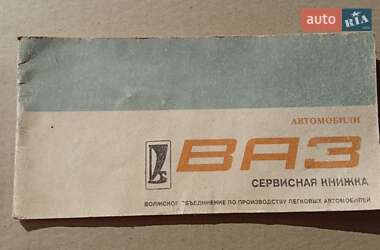 auto RIA
АВТОМОБИЛИ
ВАЗ
СЕРВИСНАЯ КНИЖКА
ВОЛЖСКОЕ ОБЪЕДИНЕНИЕ ПО ПРОИЗВОДСТВУ ЛЕГКОВЫХ АВТОМОБИЛЕЙ